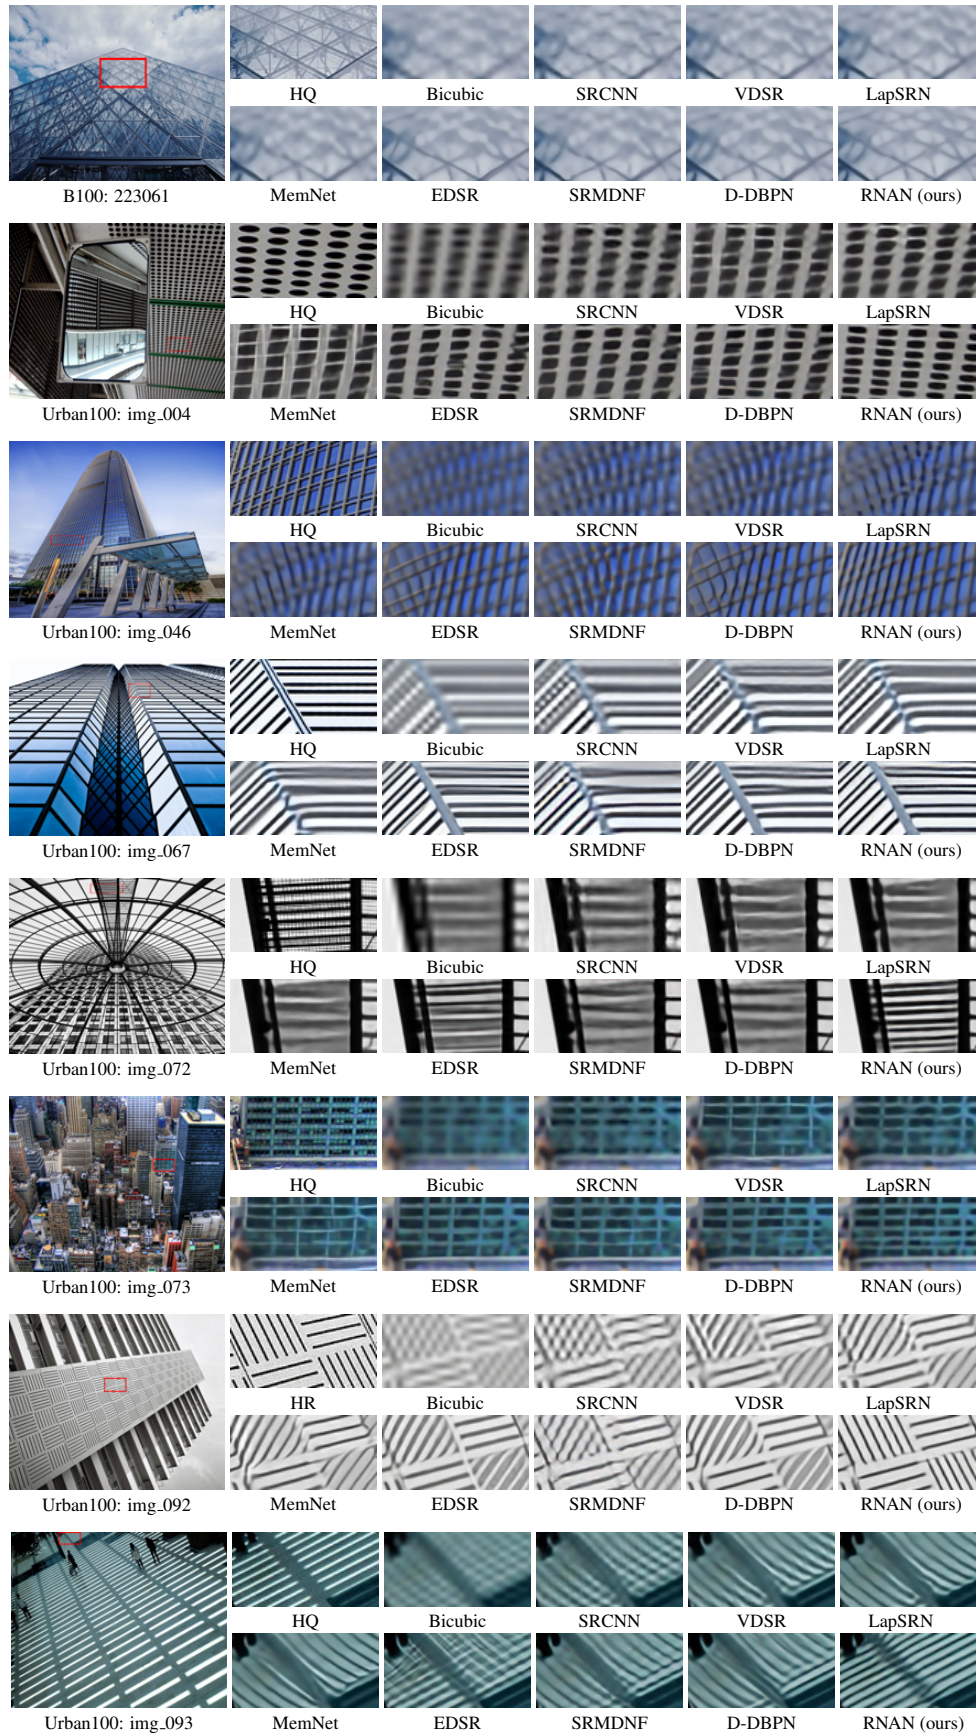 HQ Bicubic SRCNN VDSR LapSRN
B100: 223061 MemNet EDSR SRMDNF D-DBPN RNAN (ours)
HQ Bicubic SRCNN VDSR LapSRN
Urban100: img_004 MemNet EDSR SRMDNF D-DBPN RNAN (ours)
HQ Bicubic SRCNN VDSR LapSRN
Urban100: img_046 MemNet EDSR SRMDNF D-DBPN RNAN (ours)
HQ Bicubic SRCNN VDSR LapSRN
Urban100: img_067 MemNet EDSR SRMDNF D-DBPN RNAN (ours)
HQ Bicubic SRCNN VDSR LapSRN
Urban100: img_072 MemNet EDSR SRMDNF D-DBPN RNAN (ours)
HQ Bicubic SRCNN VDSR LapSRN
Urban100: img_073 MemNet EDSR SRMDNF D-DBPN RNAN (ours)
HR Bicubic SRCNN VDSR LapSRN
Urban100: img_092 MemNet EDSR SRMDNF D-DBPN RNAN (ours)
HQ Bicubic SRCNN VDSR LapSRN
Urban100: img_093 MemNet EDSR SRMDNF D-DBPN RNAN (ours)